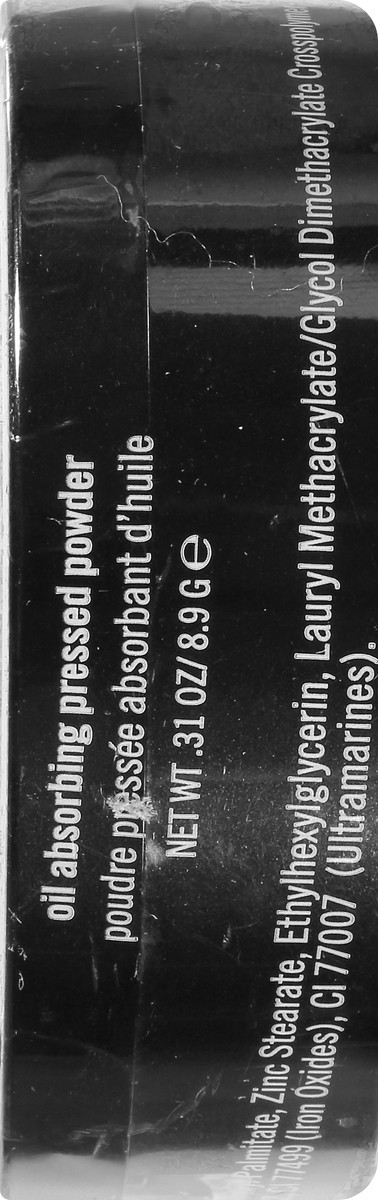 oil absorbing pressed powder
poudre pressée absorbant d'huile
NET WT .31 OZ/ 8.9 G e
Palmitate, Zinc Stearate, Ethylhexylglycerin, Lauryl Methacrylate/Glycol Dimethacrylate Crosspolymer
77499 (Iron Oxides), CI 77007 (Ultramarines).